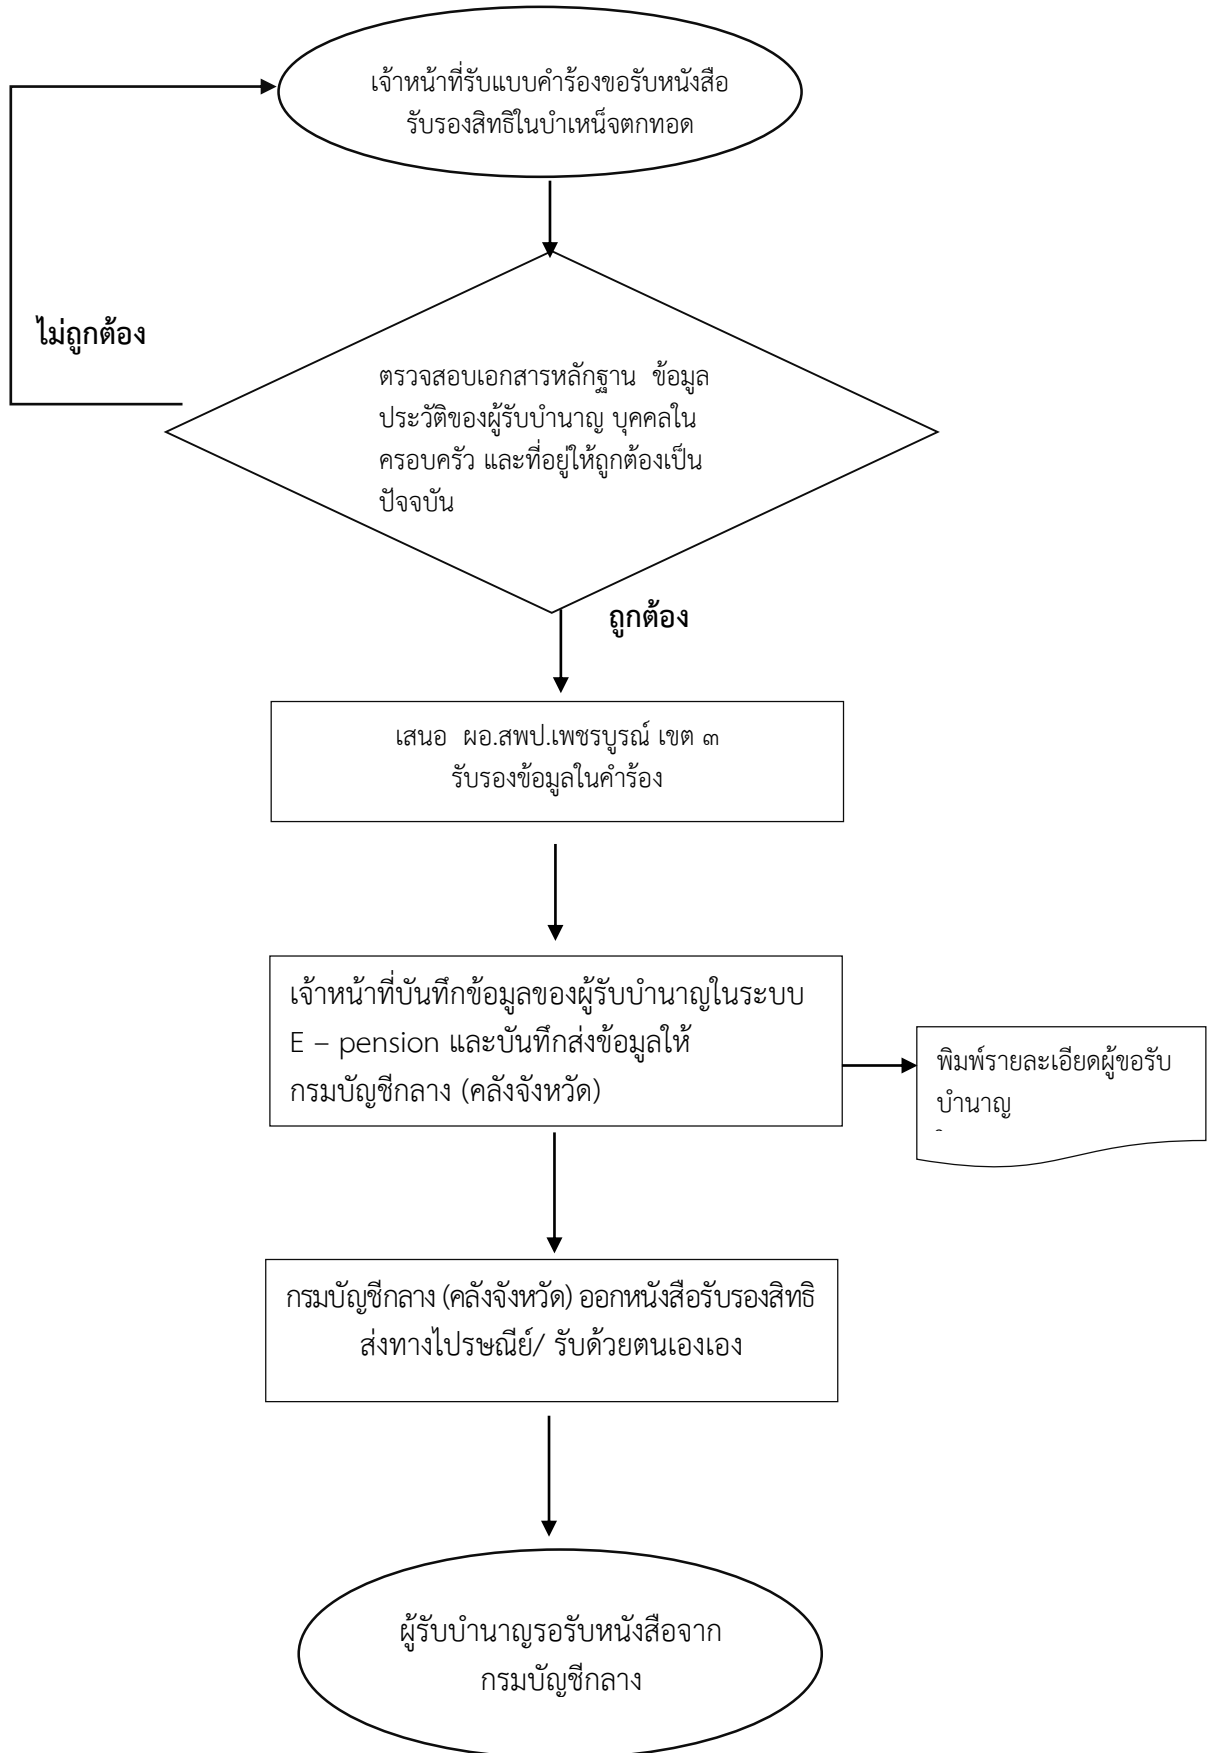 เจ้าหน้าที่รับแบบคำร้องขอรับหนังสือ
รับรองสิทธิในบำเหน็จตกทอด
ไม่ถูกต้อง
ตรวจสอบเอกสารหลักฐาน ข้อมูล
ประวัติของผู้รับบำนาญ บุคคลใน
ครอบครัว และที่อยู่ให้ถูกต้องเป็น
ปัจจบัน
ถูกต้อง
เสนอ ผอ.สพป.เพชรบูรณ์ เขต ๓
รับรองข้อมูลในคำร้อง
เจ้าหน้าที่บันทึกข้อมูลของผู้รับบำนาญในระบบ
E – pension และบันทึกส่งข้อมูลให้
กรมบัญชีกลาง (คลังจังหวัด)
พิมพ์รายละเอียดผู้ขอรับ
บำนาญ
กรมบัญชีกลาง (คลังจังหวัด) ออกหนังสือรับรองสิทธิ
ส่งทางไปรษณีย์/ รับด้วยตนเองเอง
ผู้รับบำนาญรอรับหนังสือจาก
กรมบัญชีกลาง